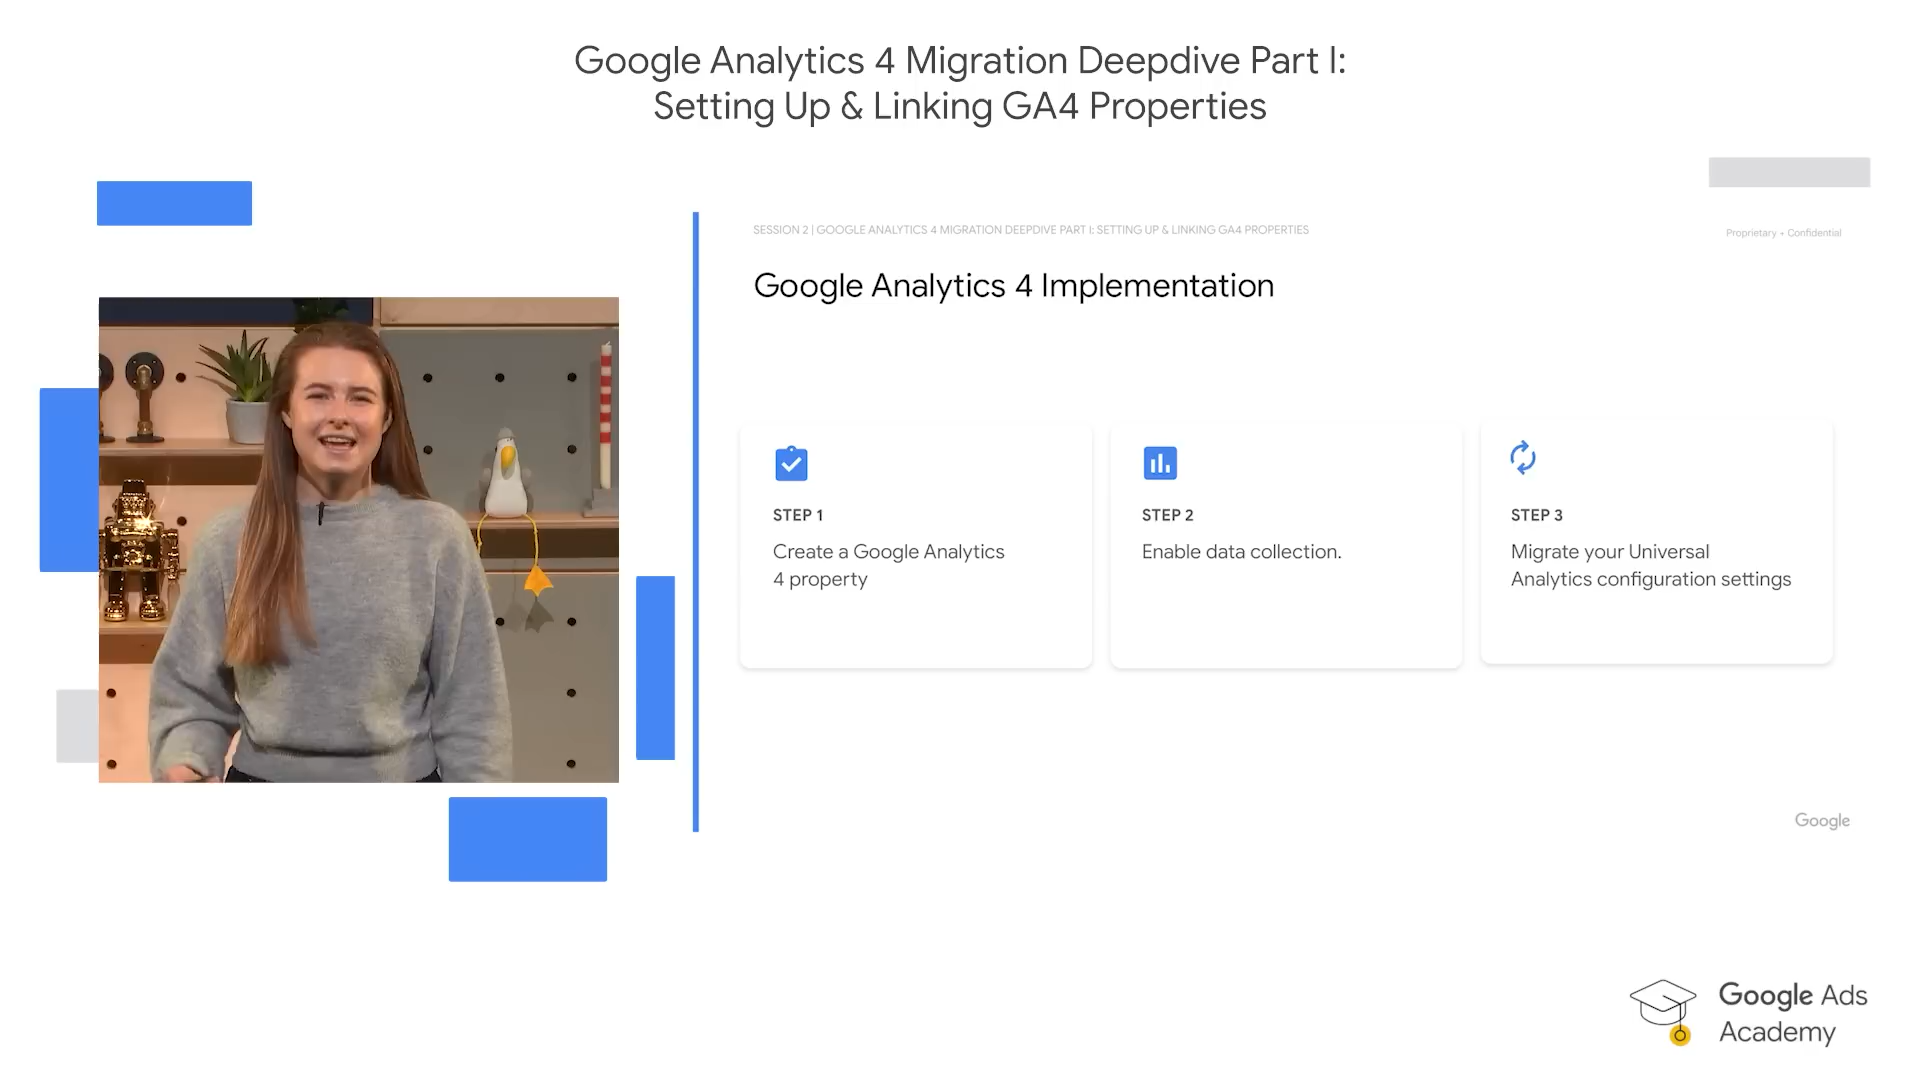 Google Analytics 4 Migration Deepdive Part I:
Setting Up & Linking GA4 Properties
SESSION 2 | GOOGLE ANALYTICS 4 MIGRATION DEEPDIVE PART I: SETTING UP & LINKING GA4 PROPERTIES
Proprietary + Confidential
Google Analytics 4 Implementation
STEP 1
Create a Google Analytics
4 property
STEP 2
Enable data collection.
STEP 3
Migrate your Universal
Analytics configuration settings
Google
Google Ads
Academy